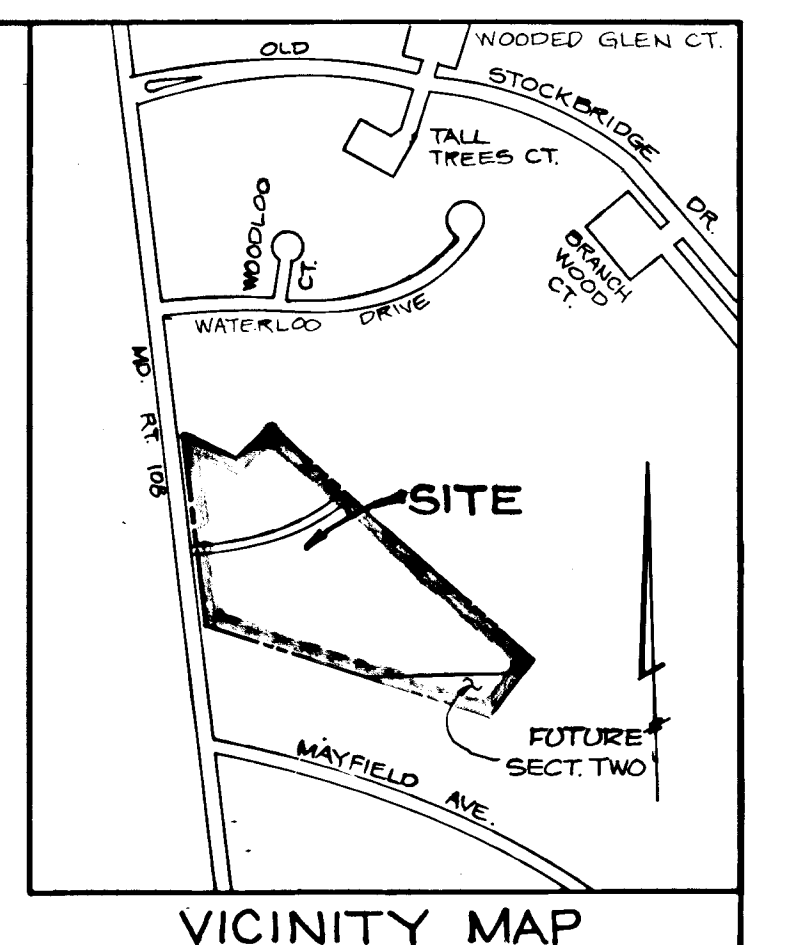 WOODED GLEN CT.
OLD
STOCKBRIDGE
DR.
TALL
TREES CT.
WOODLOO
CT.
BRANCH
WOOD
CT.
WATERLOO DRIVE
MD. RT. 108
SITE
FUTURE
SECT. TWO
MAYFIELD AVE.
VICINITY MAP